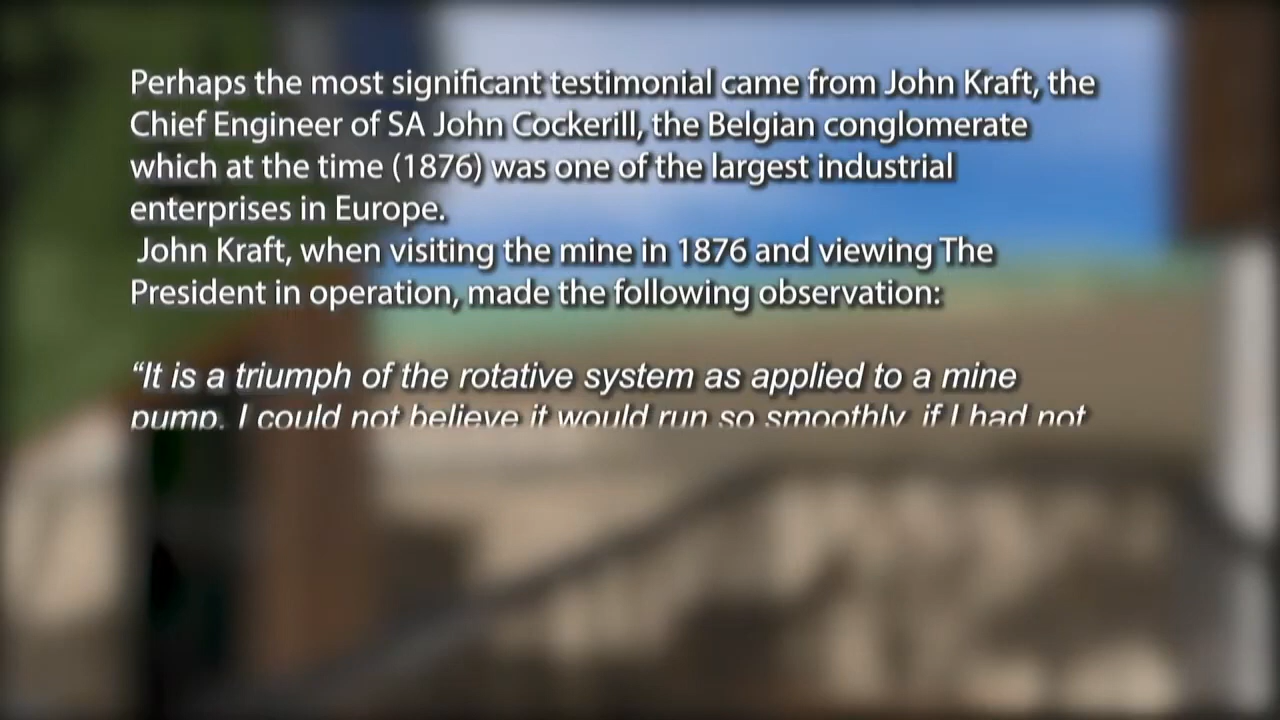 Perhaps the most significant testimonial came from John Kraft, the
Chief Engineer of SA John Cockerill, the Belgian conglomerate
which at the time (1876) was one of the largest industrial
enterprises in Europe.
John Kraft, when visiting the mine in 1876 and viewing The
President in operation, made the following observation:
“It is a triumph of the rotative system as applied to a mine
pump. I could not believe it would run so smoothly, if I had not